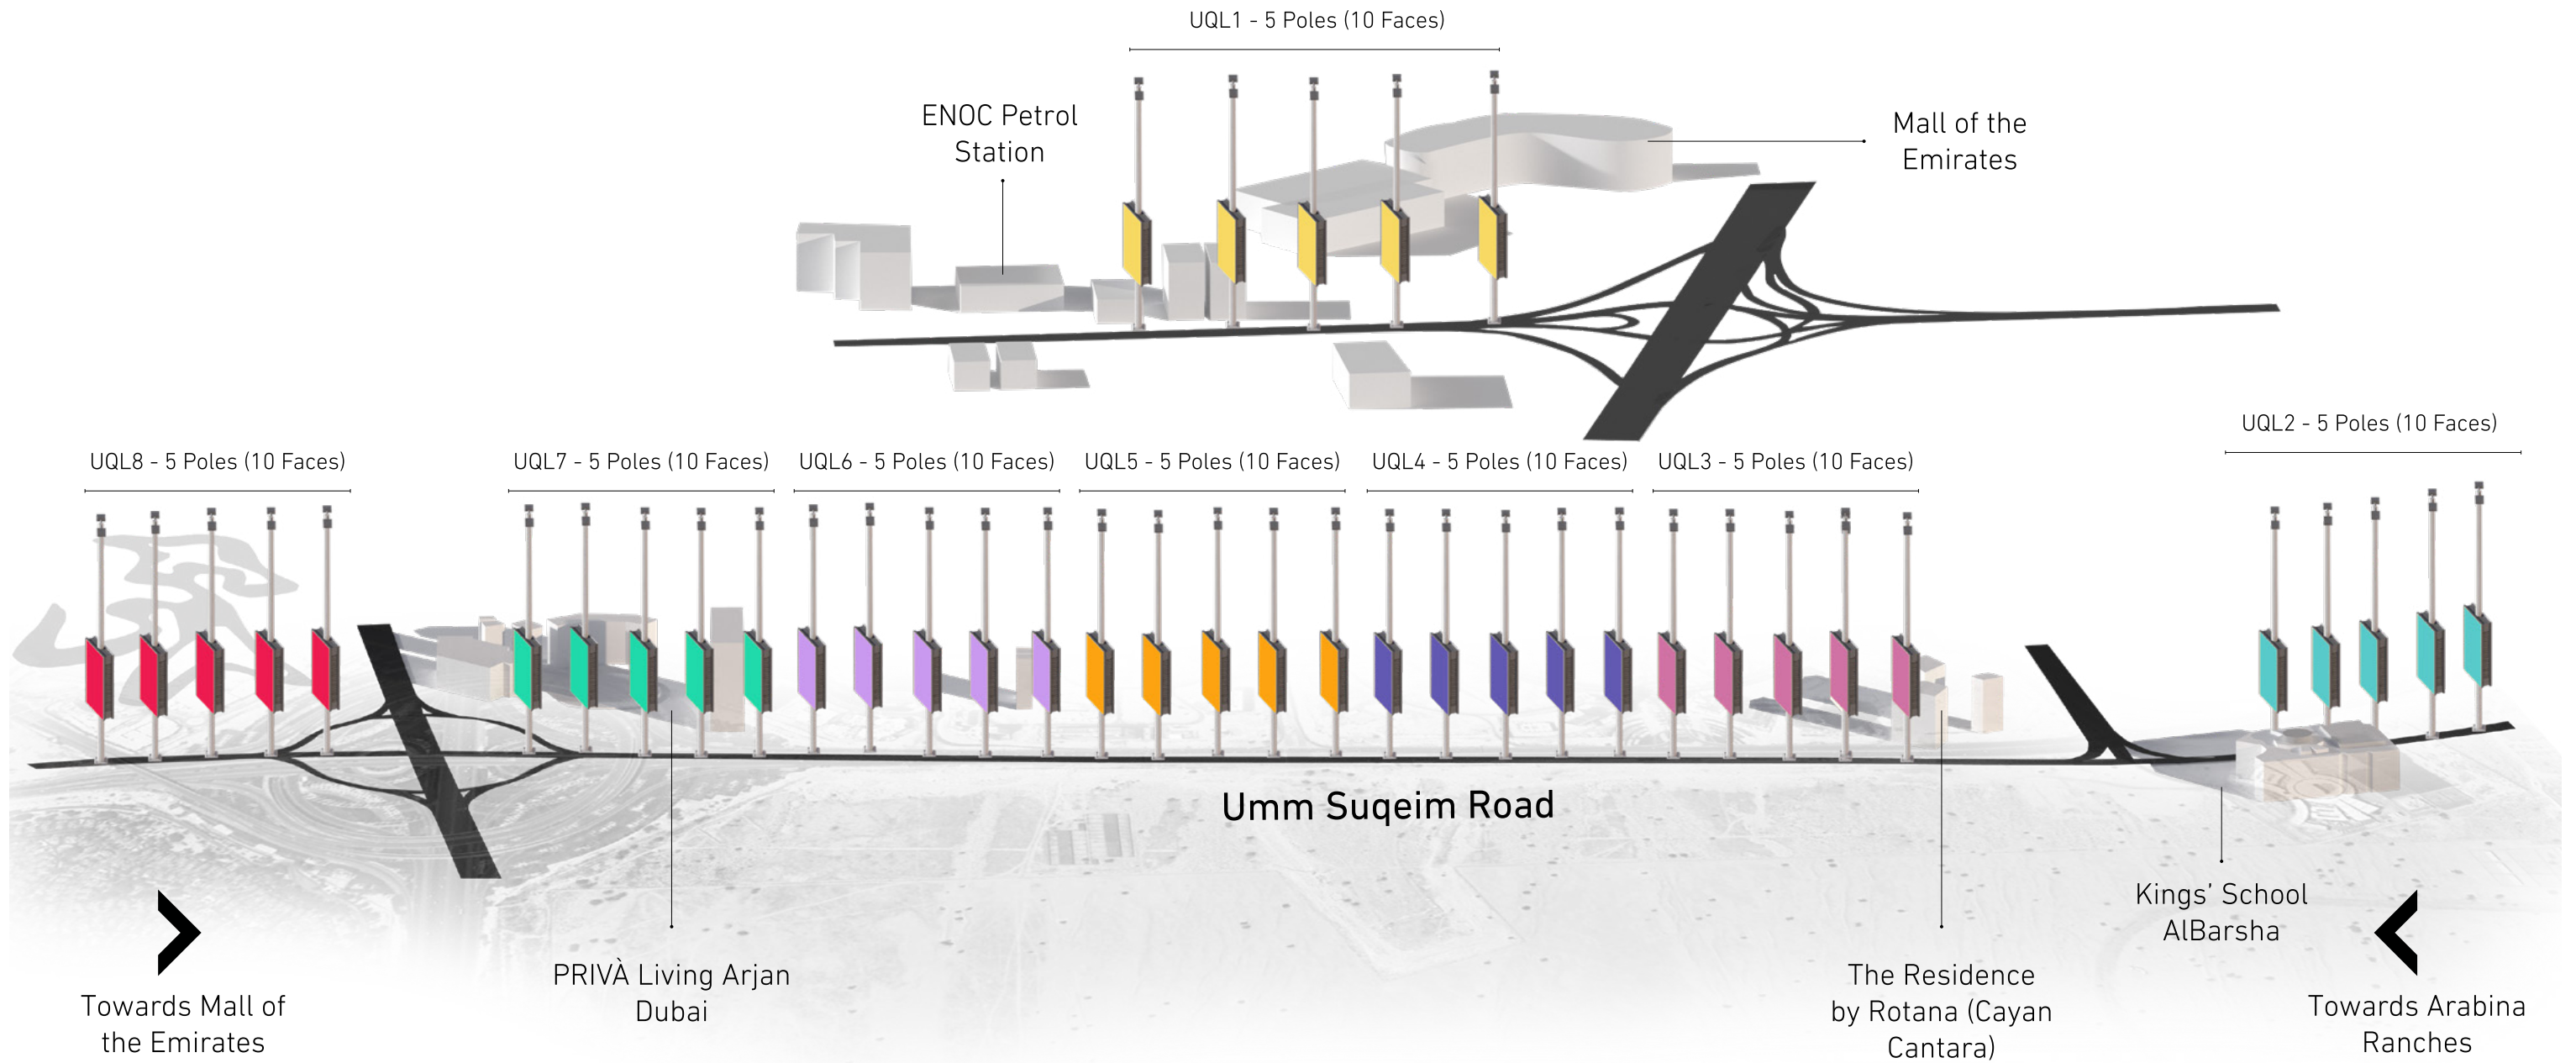 UQL1 - 5 Poles (10 Faces)
ENOC Petrol
Station
Mall of the
Emirates
UQL2 - 5 Poles (10 Faces)
UQL8 - 5 Poles (10 Faces)
UQL7 - 5 Poles (10 Faces)
UQL6 - 5 Poles (10 Faces)
UQL5 - 5 Poles (10 Faces)
UQL4 - 5 Poles (10 Faces)
UQL3 - 5 Poles (10 Faces)
Umm Suqeim Road
Kings’ School
AlBarsha
PRIVÀ Living Arjan
Dubai
The Residence
by Rotana (Cayan
Cantara)
Towards Mall of
the Emirates
Towards Arabina
Ranches